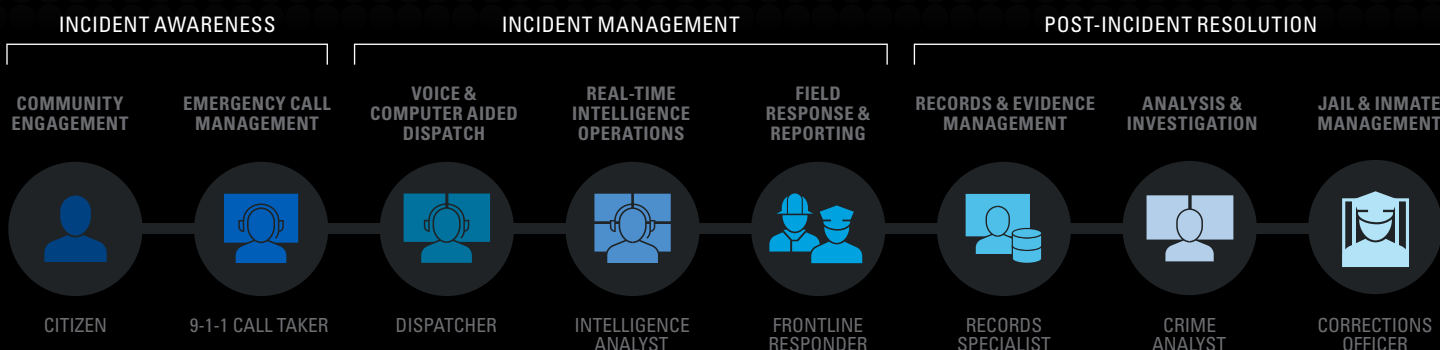 INCIDENT AWARENESS
INCIDENT MANAGEMENT
POST-INCIDENT RESOLUTION
COMMUNITY
ENGAGEMENT
EMERGENCY CALL
MANAGEMENT
VOICE &
COMPUTER AIDED
DISPATCH
REAL-TIME
INTELLIGENCE
OPERATIONS
FIELD
RESPONSE &
REPORTING
RECORDS & EVIDENCE
MANAGEMENT
ANALYSIS &
INVESTIGATION
JAIL & INMATE
MANAGEMENT
CITIZEN
9-1-1 CALL TAKER
DISPATCHER
INTELLIGENCE
ANALYST
FRONTLINE
RESPONDER
RECORDS
SPECIALIST
CRIME
ANALYST
CORRECTIONS
OFFICER